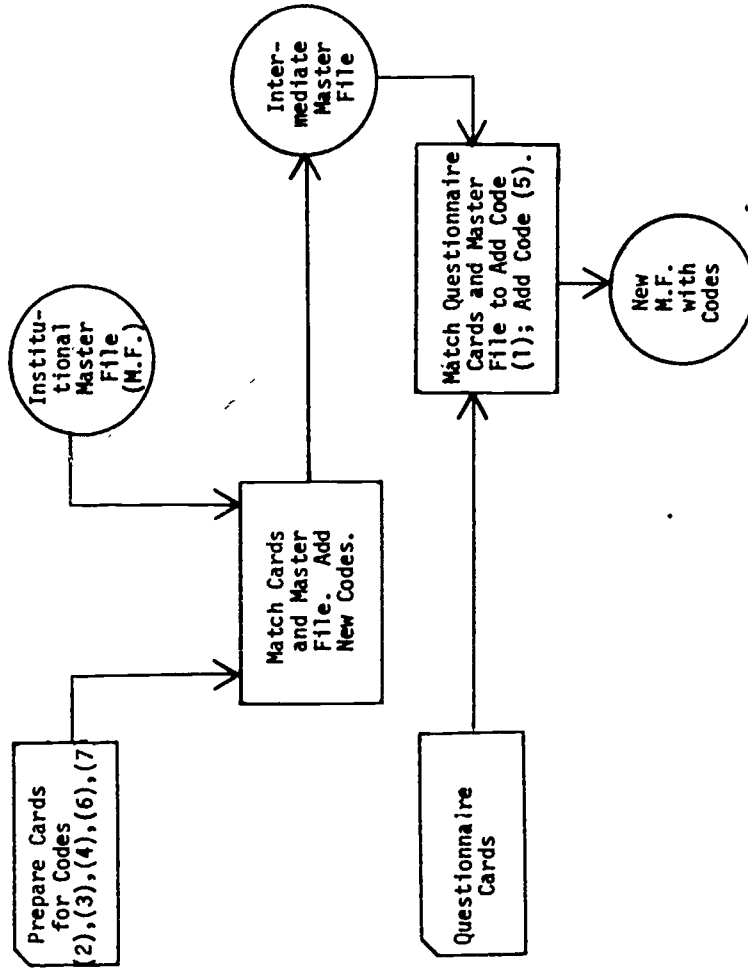 Prepare Cards
for Codes
(2),(3),(4),(6),(7
Institu-
tional
Master
File
(M.F.)
Match Cards
and Master
File. Add
New Codes.
Inter-
mediate
Master
File
Questionnaire
Cards
Match Questionnaire
Cards and Master
File to Add Code
(1); Add Code (5).
New
M.F.
with
Codes